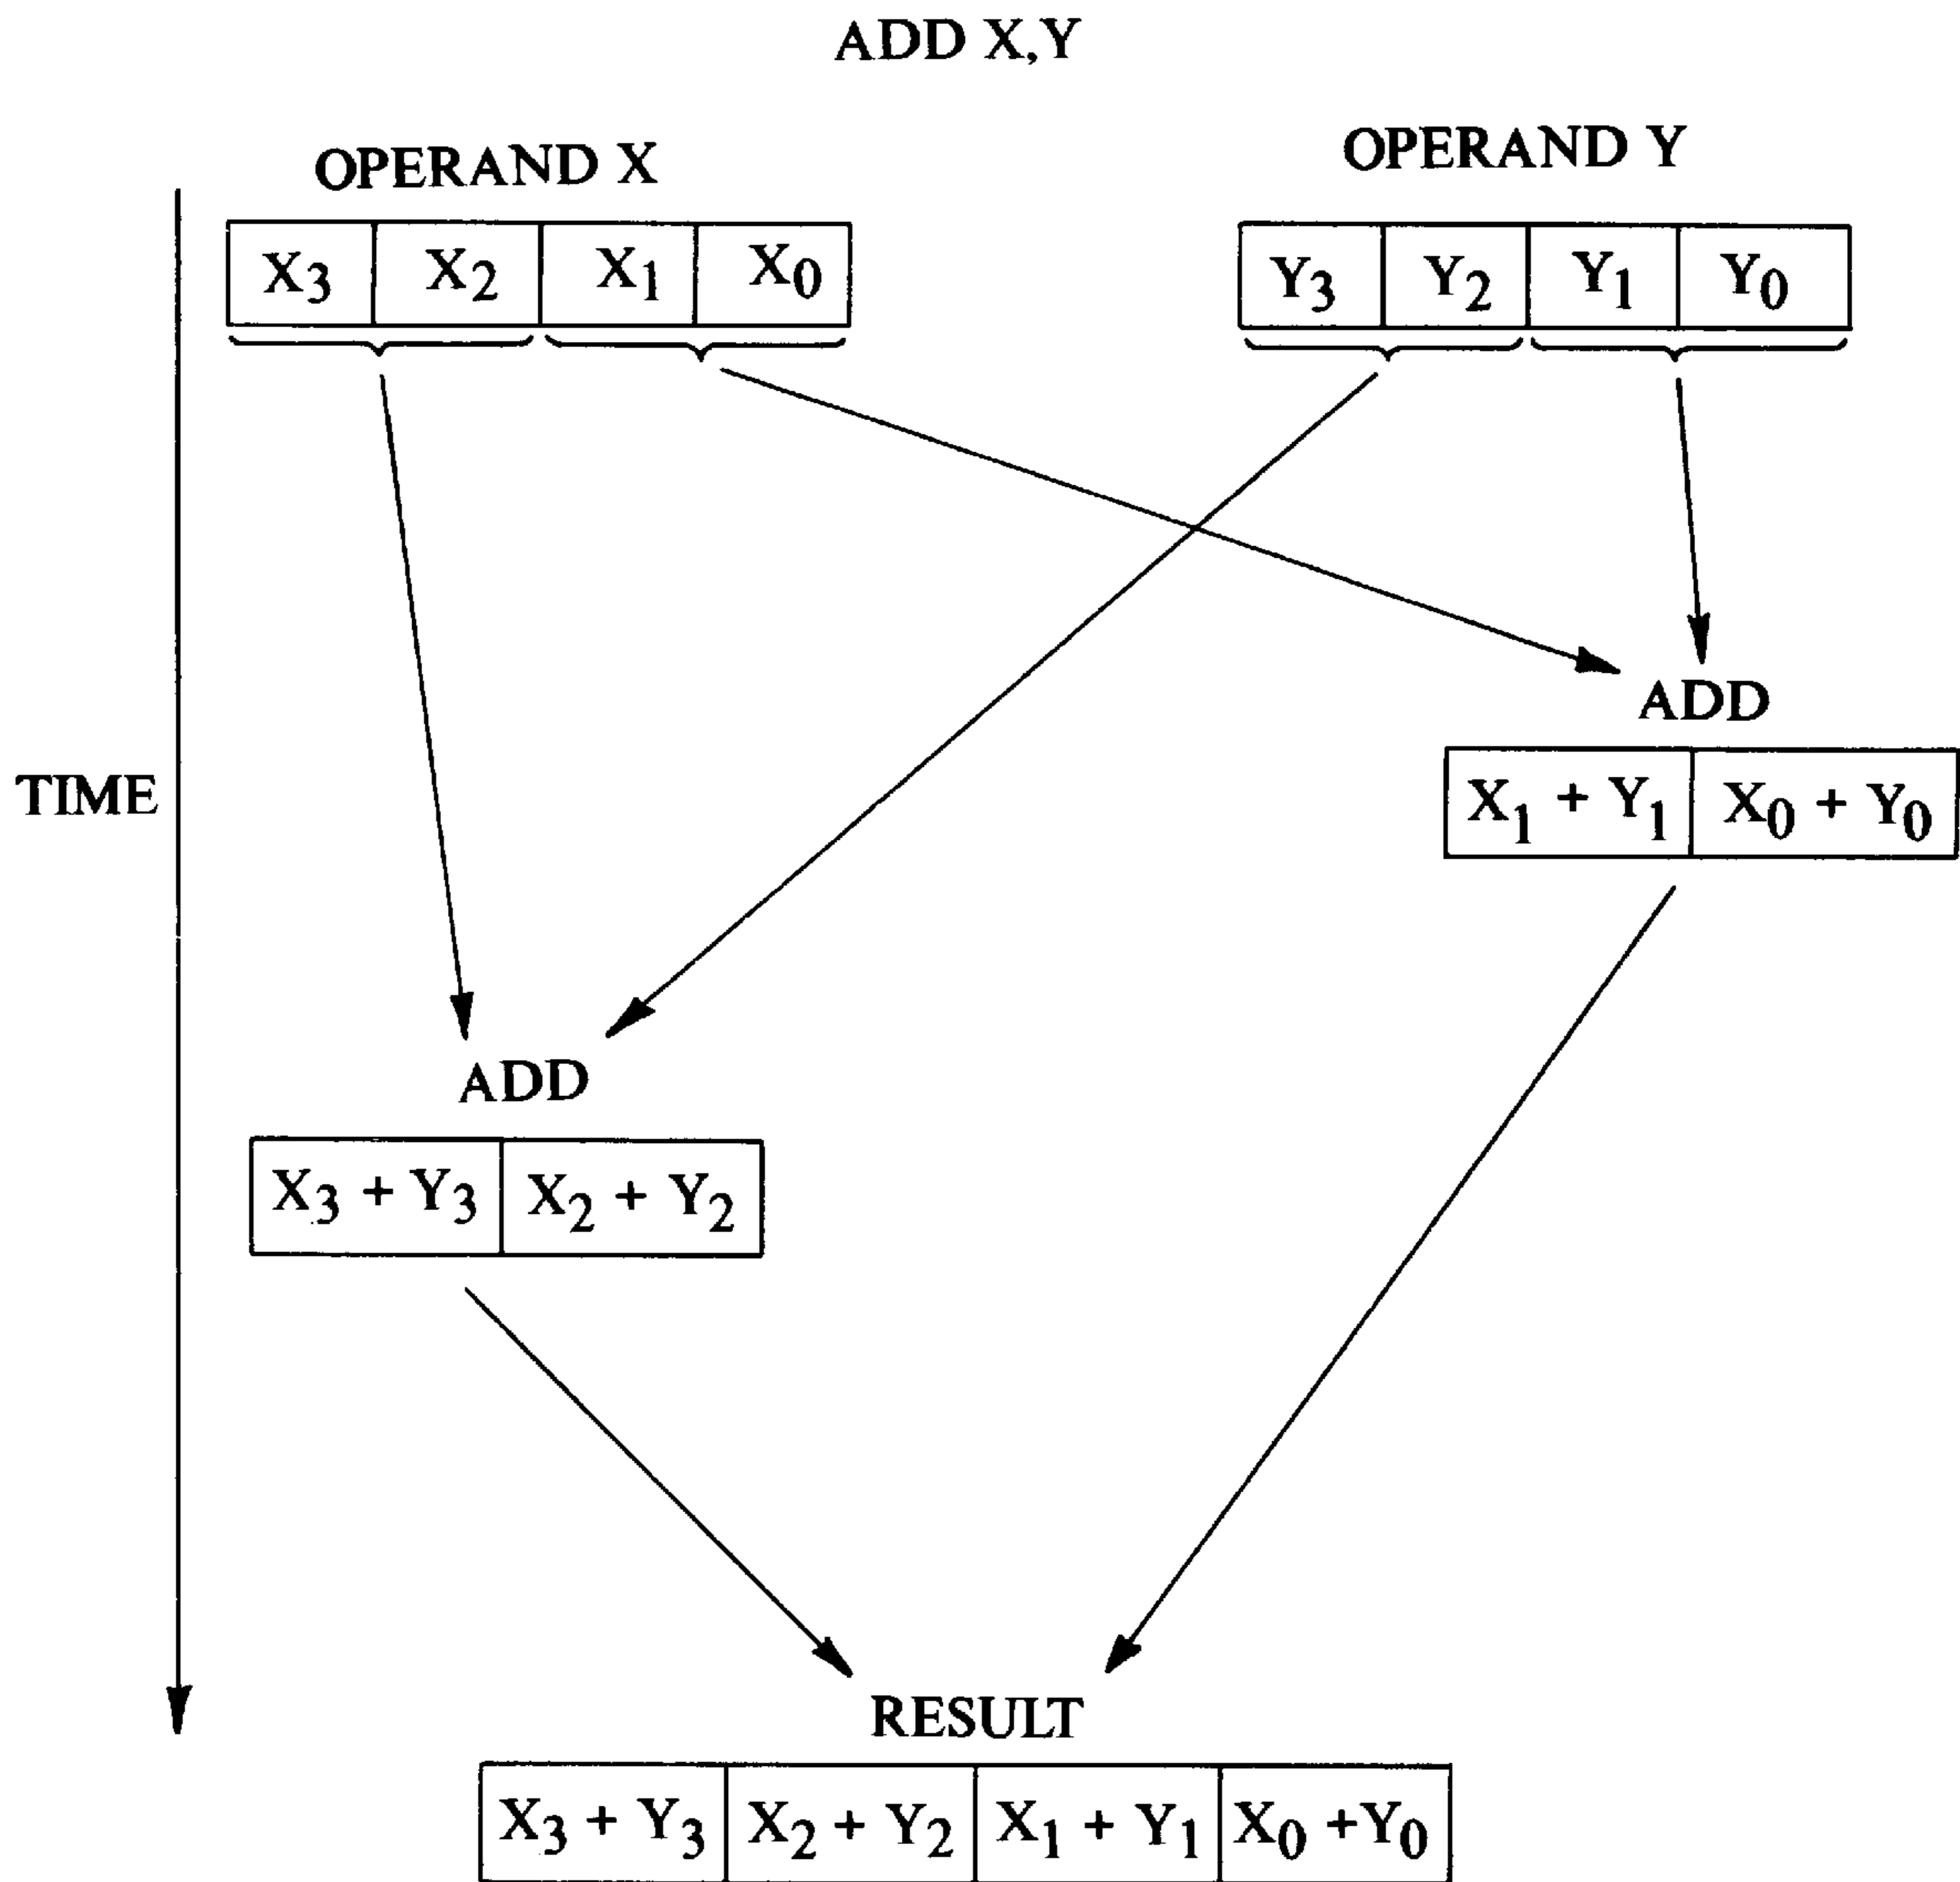 ADD X,Y
OPERAND X
OPERAND Y
X3 X2 X1 X0
Y3 Y2 Y1 Y0
ADD
X1 + Y1 X0 + Y0
TIME
ADD
X3 + Y3 X2 + Y2
RESULT
X3 + Y3 X2 + Y2 X1 + Y1 X0 +Y0